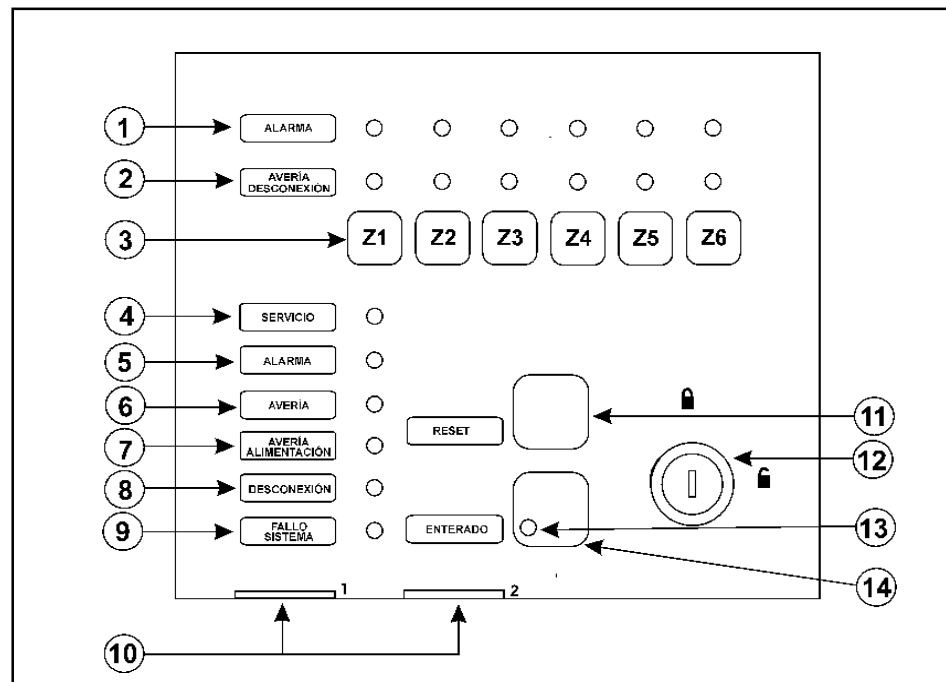 1 ALARMA
2 AVERÍA
DESCONEXIÓN
3 Z1 Z2 Z3 Z4 Z5 Z6
4 SERVICIO
5 ALARMA
6 AVERÍA
11
RESET
7 AVERÍA
ALIMENTACIÓN
12
8 DESCONEXIÓN
9 FALLO
SISTEMA
ENTERADO
13
14
1 2
10